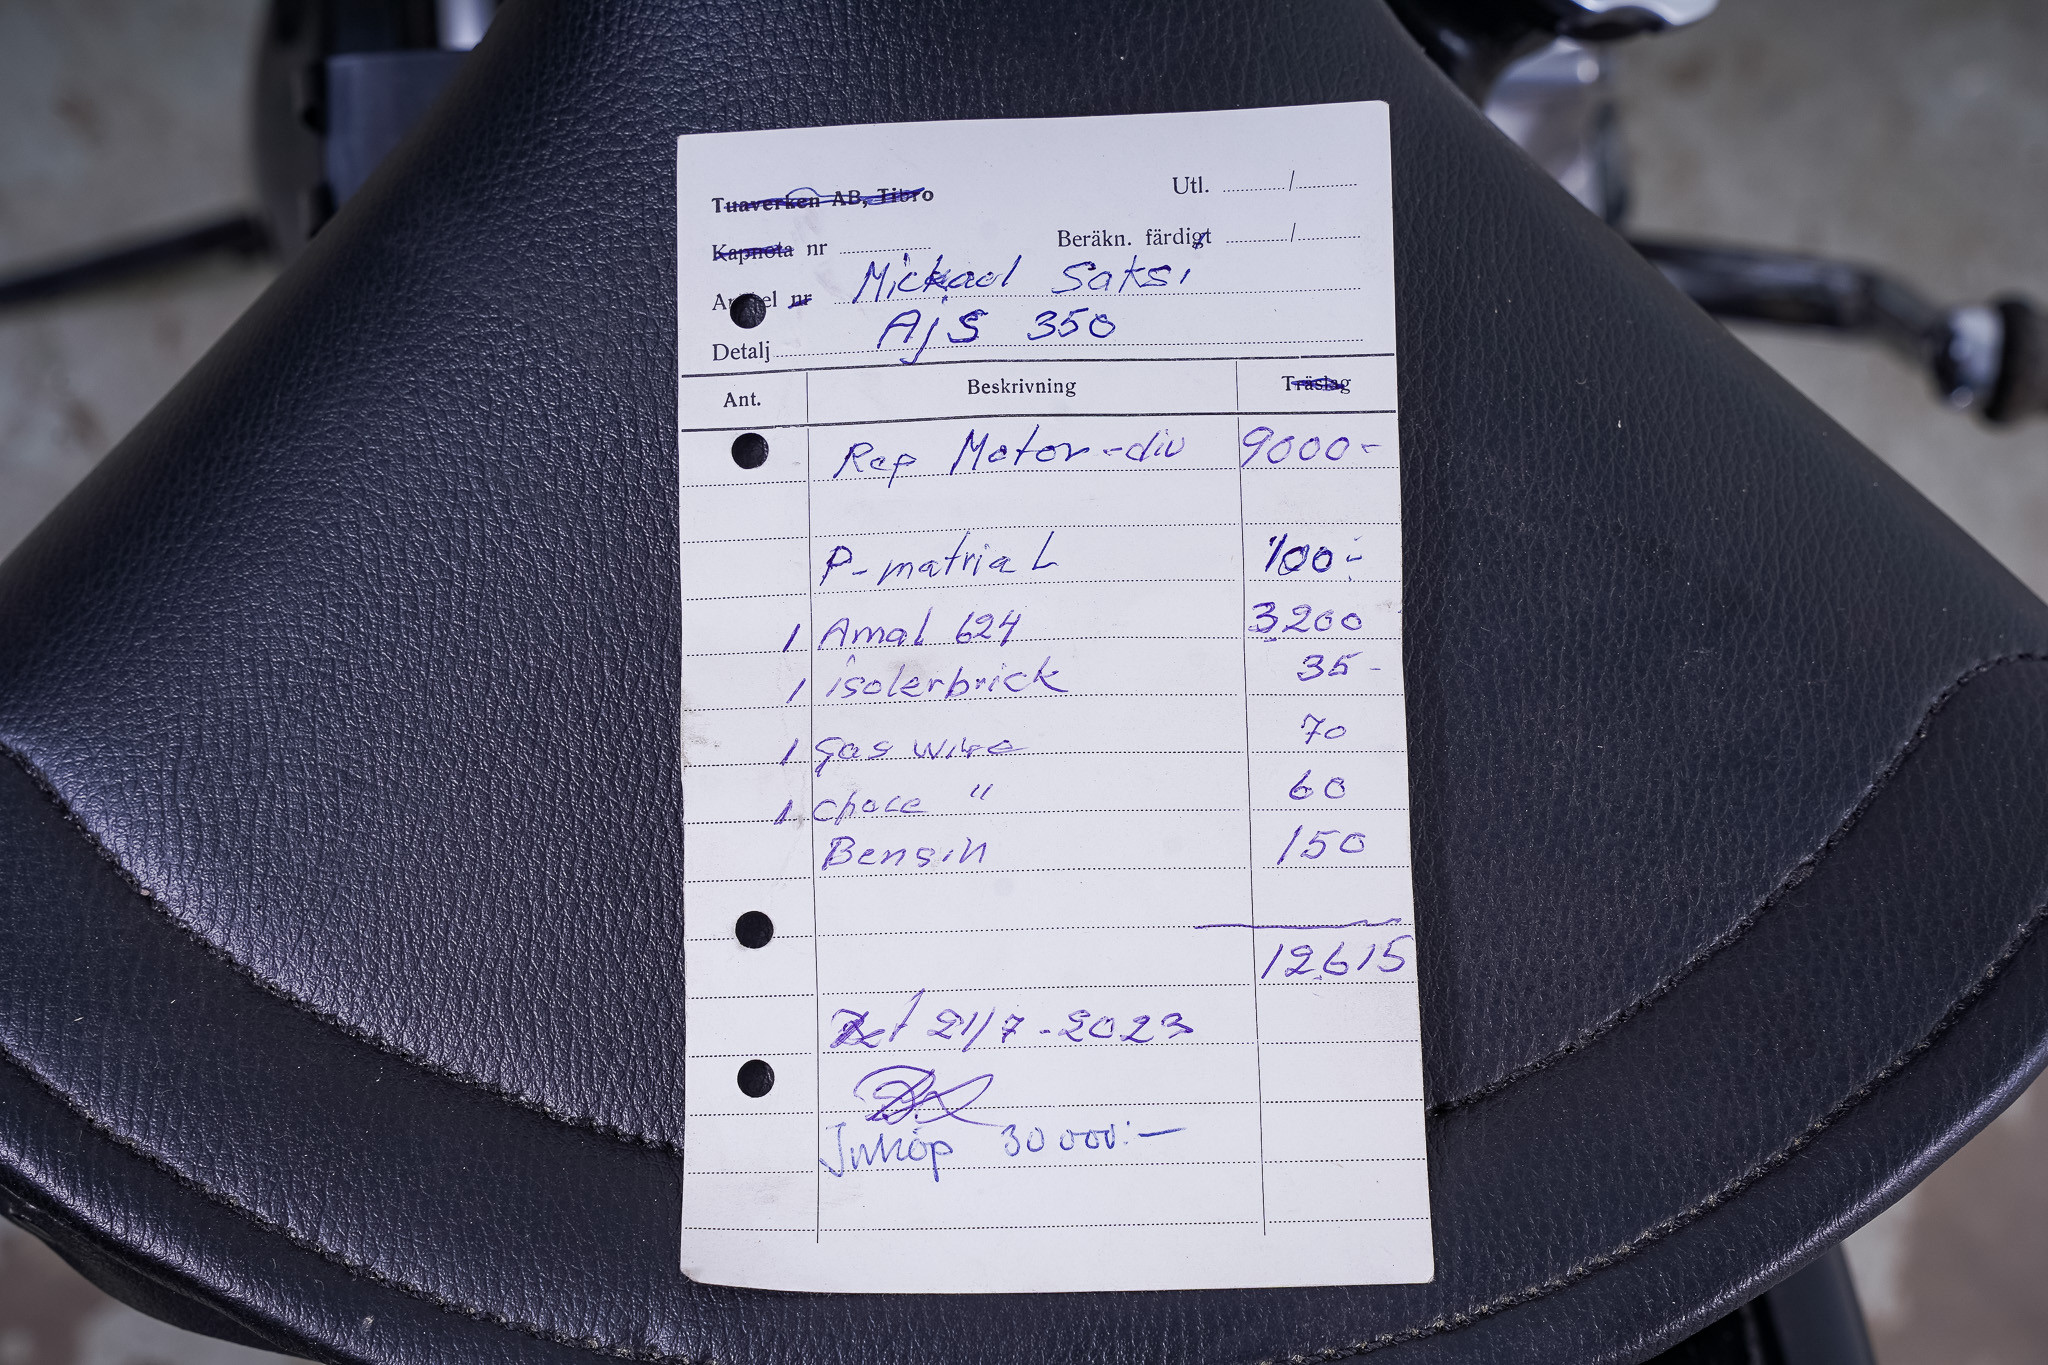 Tuaverken AB, Tibro
Utl. ............/............
Kapnota nr ............
Beräkn. färdigt ............/............
Artikel nr Mickael Saksi
Detalj AJS 350
Ant. Beskrivning Träslag
Rep Motor-div 9000-
P-matriaL 100:-
1 Amal 624 3200
1 isolerbrick 35-
1 gas wire 70
1 choce " 60
Bensin 150
12615
21/7-2023
Inköp 30 000:-